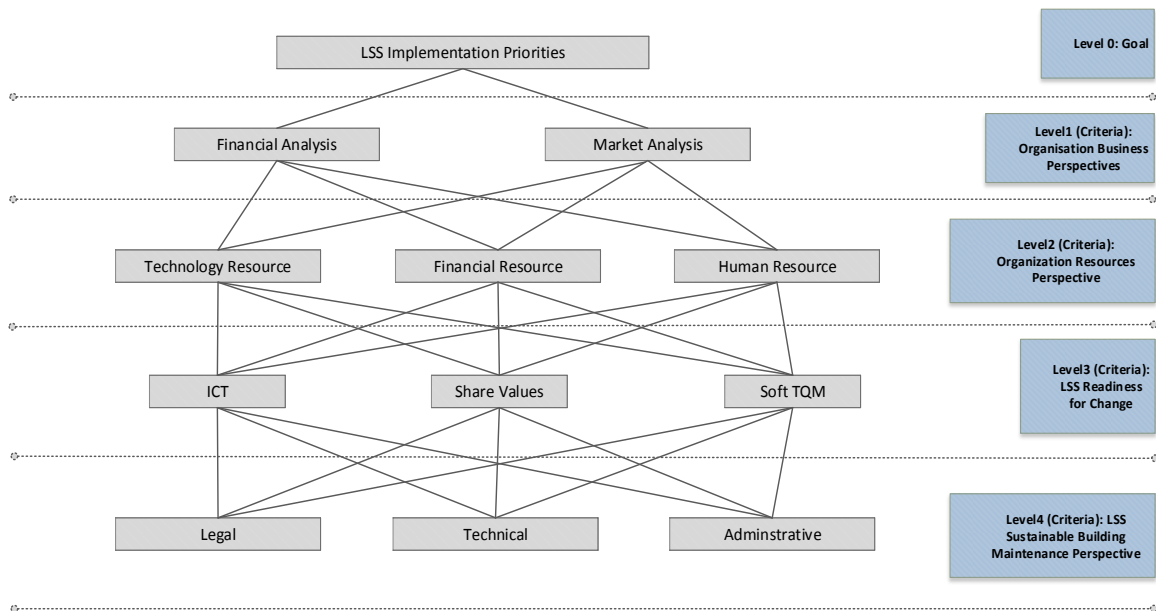 LSS Implementation Priorities
Level 0: Goal
Financial Analysis
Market Analysis
Level1 (Criteria):
Organisation Business
Perspectives
Technology Resource
Financial Resource
Human Resource
Level2 (Criteria):
Organization Resources
Perspective
ICT
Share Values
Soft TQM
Level3 (Criteria):
LSS Readiness
for Change
Legal
Technical
Adminstrative
Level4 (Criteria): LSS
Sustainable Building
Maintenance Perspective